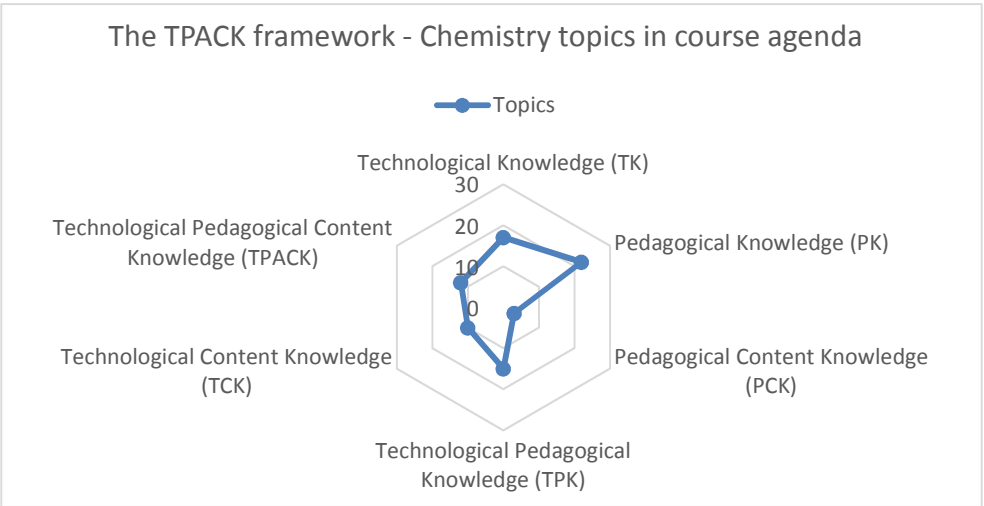 The TPACK framework - Chemistry topics in course agenda
Topics
Technological Knowledge (TK)
30
20
10
0
Pedagogical Knowledge (PK)
Pedagogical Content Knowledge
(PCK)
Technological Pedagogical
Knowledge (TPK)
Technological Content Knowledge
(TCK)
Technological Pedagogical Content
Knowledge (TPACK)